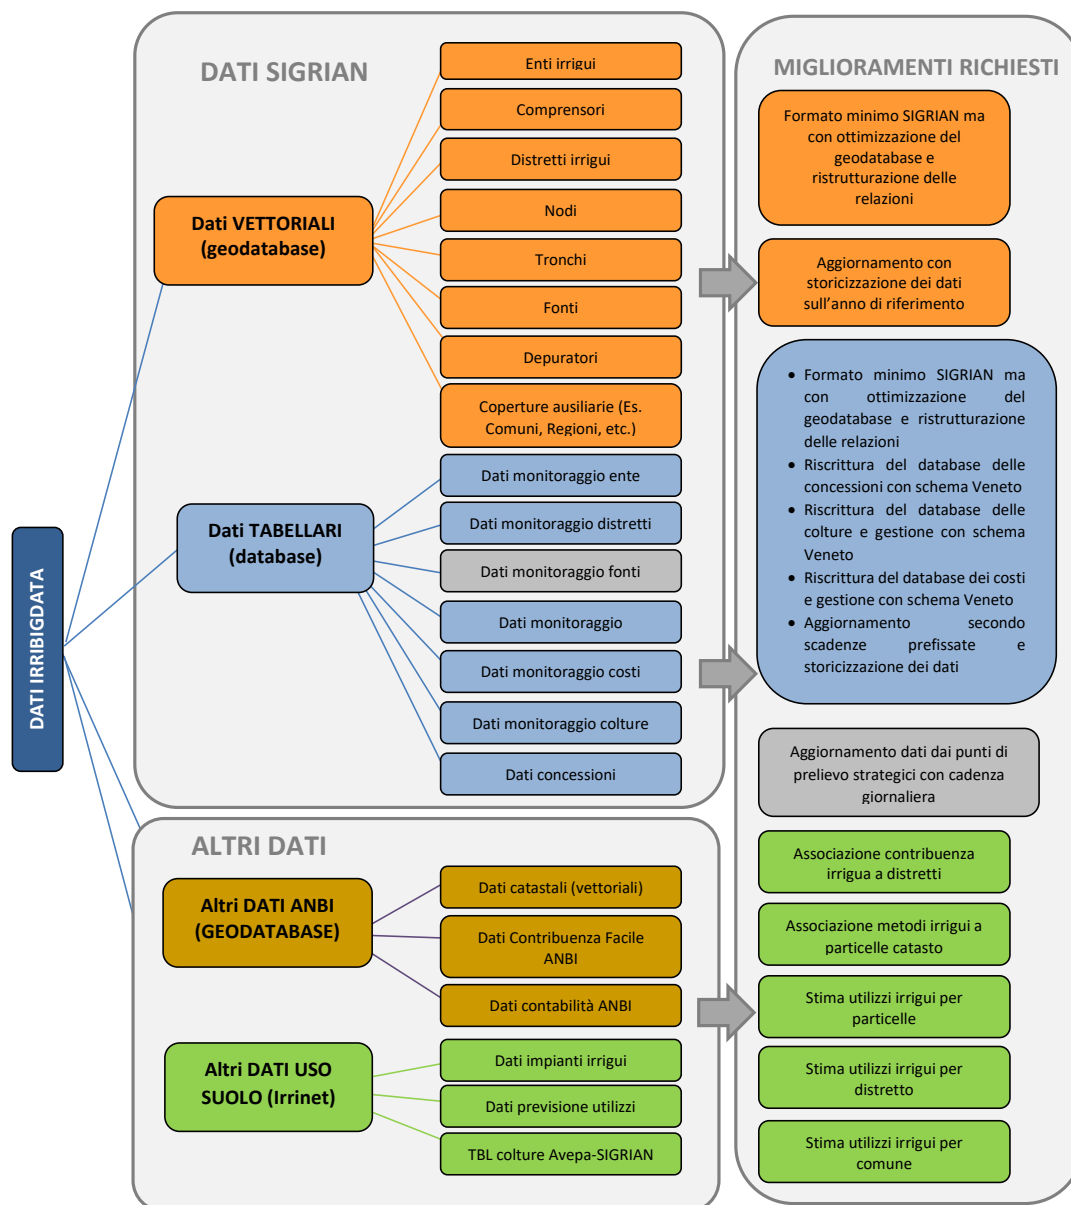 DATI IRRIBIGDATA
DATI SIGRIAN
Dati VETTORIALI
(geodatabase)
Enti irrigui
Comprensori
Distretti irrigui
Nodi
Tronchi
Fonti
Depuratori
Coperture ausiliarie (Es.
Comuni, Regioni, etc.)
Dati TABELLARI
(database)
Dati monitoraggio ente
Dati monitoraggio distretti
Dati monitoraggio fonti
Dati monitoraggio
Dati monitoraggio costi
Dati monitoraggio colture
Dati concessioni
ALTRI DATI
Altri DATI ANBI
(GEODATABASE)
Dati catastali (vettoriali)
Dati Contribuenza Facile
ANBI
Dati contabilità ANBI
Altri DATI USO
SUOLO (Irrinet)
Dati impianti irrigui
Dati previsione utilizzi
TBL colture Avepa-SIGRIAN
MIGLIORAMENTI RICHIESTI
Formato minimo SIGRIAN ma
con ottimizzazione del
geodatabase e
ristrutturazione delle
relazioni
Aggiornamento con
storicizzazione dei dati
sull'anno di riferimento
• Formato minimo SIGRIAN ma
con ottimizzazione del
geodatabase e ristrutturazione
delle relazioni
• Riscrittura del database delle
concessioni con schema Veneto
• Riscrittura del database delle
colture e gestione con schema
Veneto
• Riscrittura del database dei costi
e gestione con schema Veneto
• Aggiornamento secondo
scadenze prefissate e
storicizzazione dei dati
Aggiornamento dati dai punti di
prelievo strategici con cadenza
giornaliera
Associazione contribuenza
irrigua a distretti
Associazione metodi irrigui a
particelle catasto
Stima utilizzi irrigui per
particelle
Stima utilizzi irrigui per
distretto
Stima utilizzi irrigui per
comune